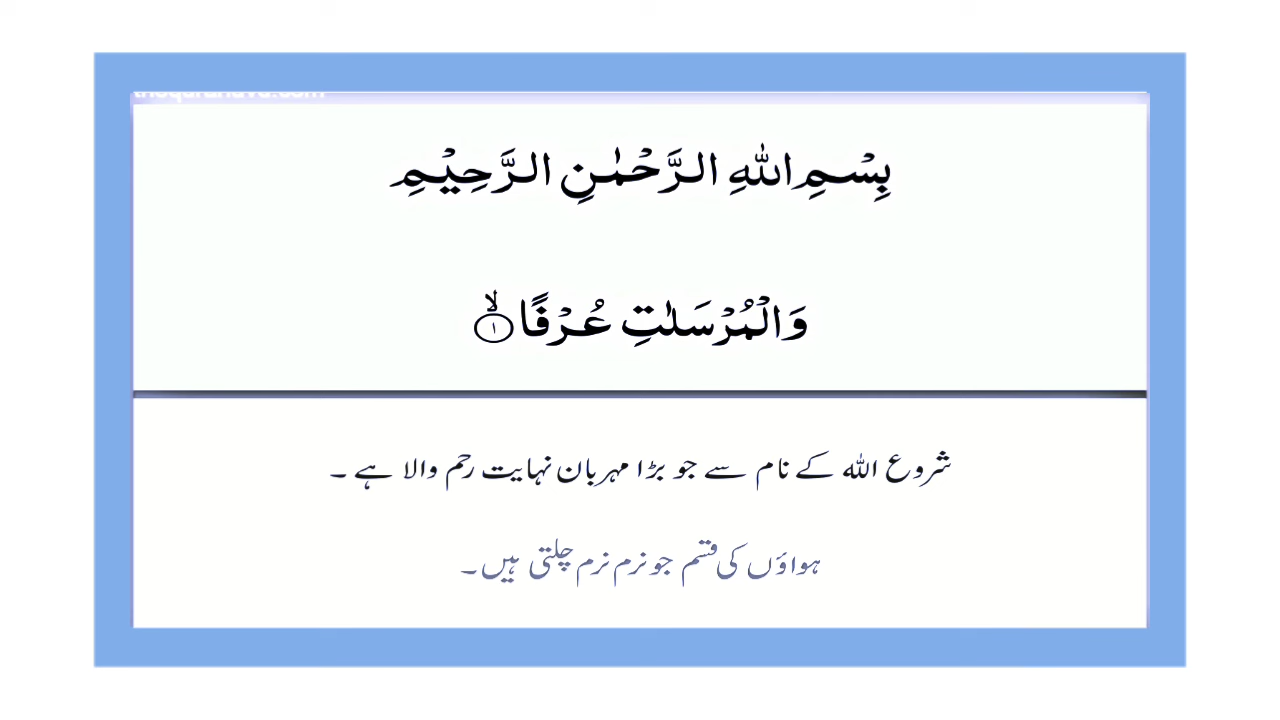 بِسْمِ اللّٰهِ الرَّحْمٰنِ الرَّحِيْمِ
وَالْمُرْسَلٰتِ عُرْفًا ۙ۝۱
شروع اللہ کے نام سے جو بڑا مہربان نہایت رحم والا ہے ۔
ہواؤں کی قسم جو نرم نرم چلتی ہیں ۔